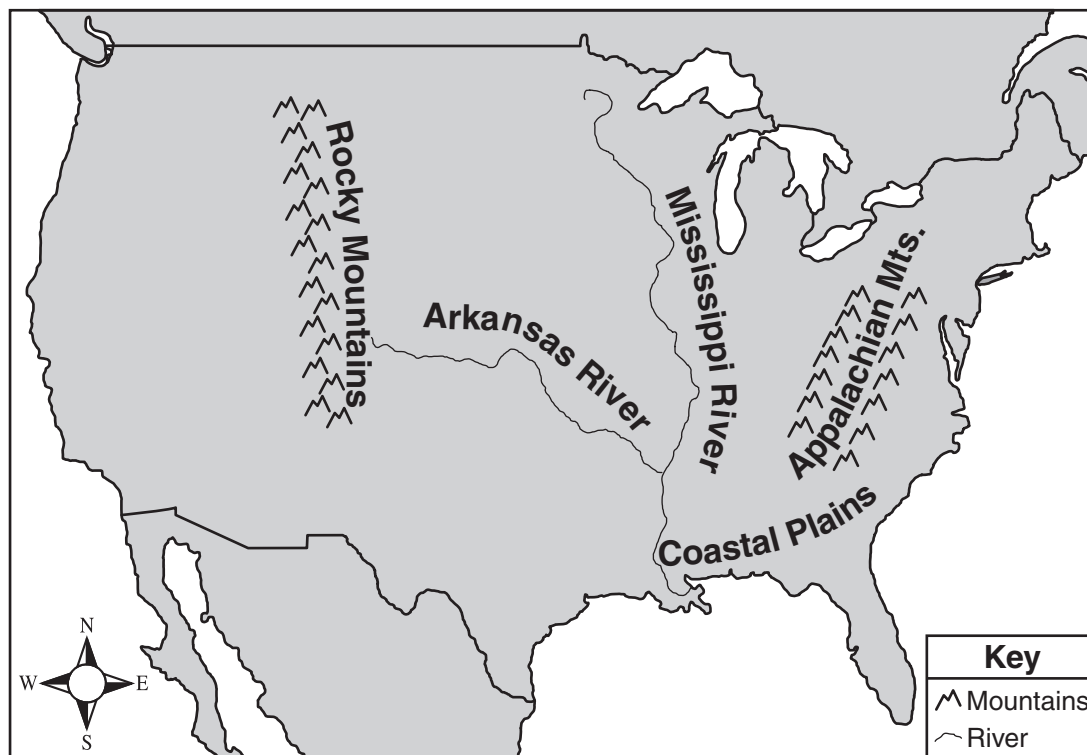 Rocky Mountains
Arkansas River
Mississippi River
Appalachian Mts.
Coastal Plains
N
W
E
S
Key
Mountains
River